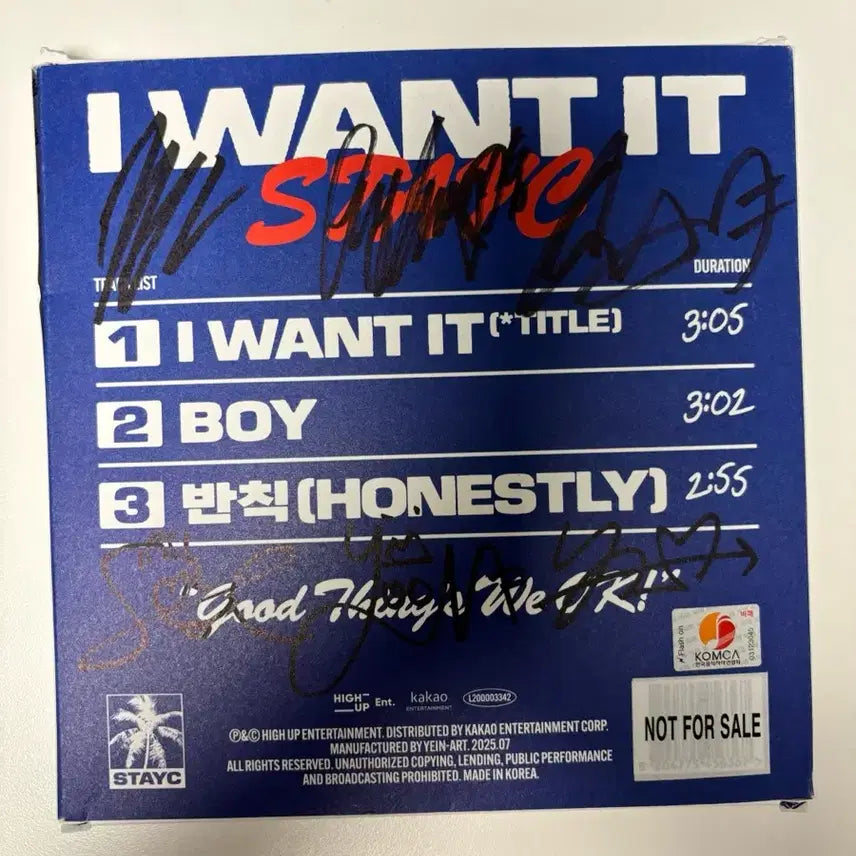 I WANT IT
STAYC
DURATION
1 I WANT IT (*TITLE) 3:05
2 BOY 3:02
3 반칙 (HONESTLY) 2:55
"Good Thing's We OK!"
Flash on
KOMCA
HIGH UP Ent. kakao ENTERTAINMENT L200003342
STAYC
NOT FOR SALE
℗&© HIGH UP ENTERTAINMENT. DISTRIBUTED BY KAKAO ENTERTAINMENT CORP.
MANUFACTURED BY YEIN-ART. 2025.07
ALL RIGHTS RESERVED. UNAUTHORIZED COPYING, LENDING, PUBLIC PERFORMANCE
AND BROADCASTING PROHIBITED. MADE IN KOREA.